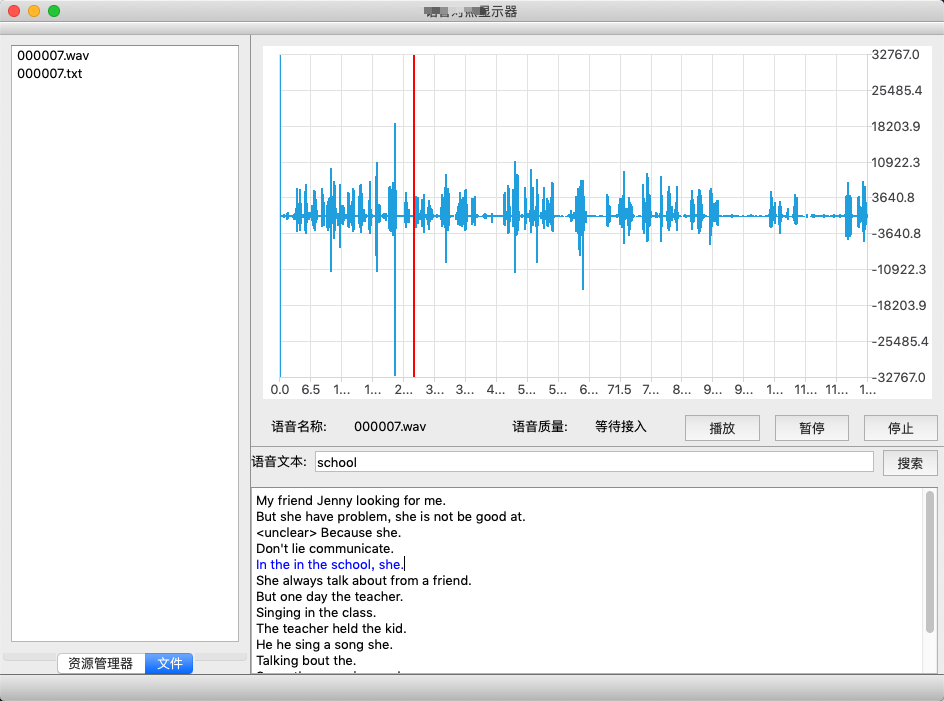 显示器
000007.wav
000007.txt
32767.0
25485.4
18203.9
10922.3
3640.8
-3640.8
-10922.3
-18203.9
-25485.4
-32767.0
0.0 6.5 1... 1... 2... 3... 3... 4... 5... 5... 6... 71.5 7... 8... 9... 9... 1... 11... 11... 1...
语音名称: 000007.wav 语音质量: 等待接入 播放 暂停 停止
语音文本: school 搜索
My friend Jenny looking for me.
But she have problem, she is not be good at.
<unclear> Because she.
Don't lie communicate.
In the in the school, she.
She always talk about from a friend.
But one day the teacher.
Singing in the class.
The teacher held the kid.
He he sing a song she.
Talking bout the.
资源管理器 文件